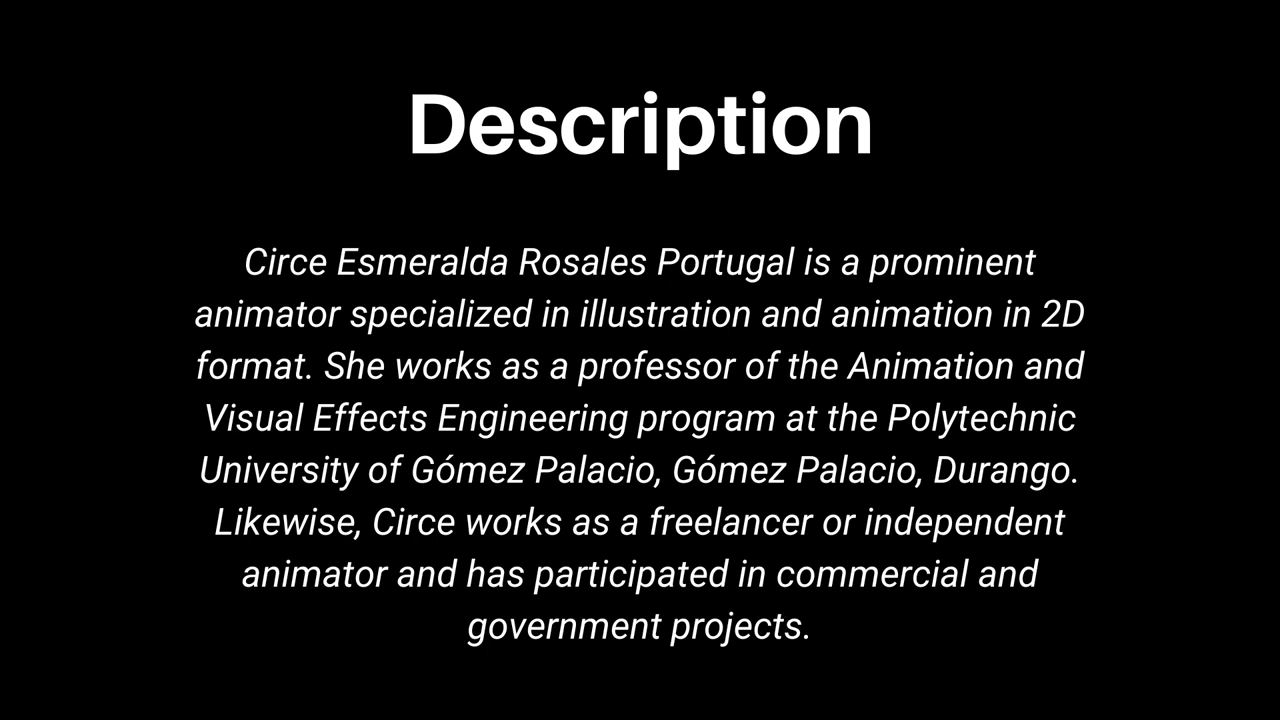 Description
Circe Esmeralda Rosales Portugal is a prominent
animator specialized in illustration and animation in 2D
format. She works as a professor of the Animation and
Visual Effects Engineering program at the Polytechnic
University of Gómez Palacio, Gómez Palacio, Durango.
Likewise, Circe works as a freelancer or independent
animator and has participated in commercial and
government projects.